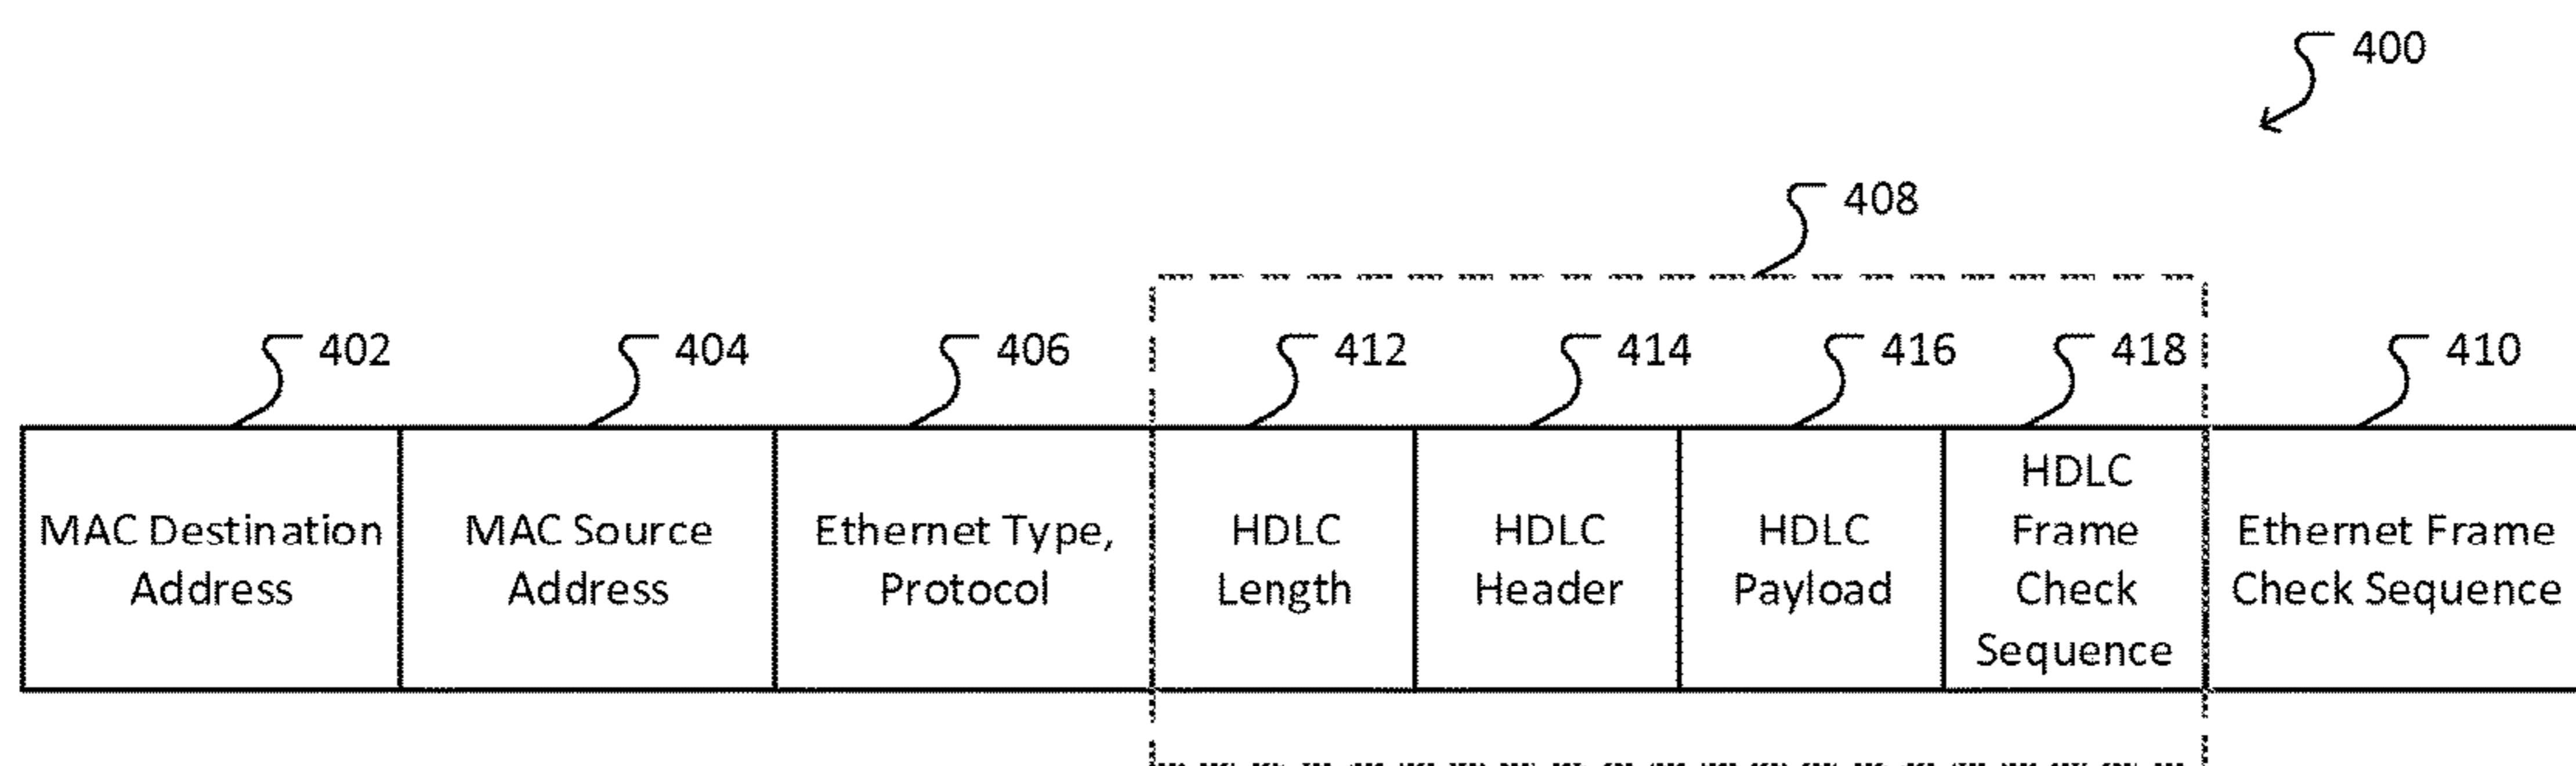 400
408
402
404
406
412
414
416
418
410
MAC Destination
Address
MAC Source
Address
Ethernet Type,
Protocol
HDLC
Length
HDLC
Header
HDLC
Payload
HDLC
Frame
Check
Sequence
Ethernet Frame
Check Sequence